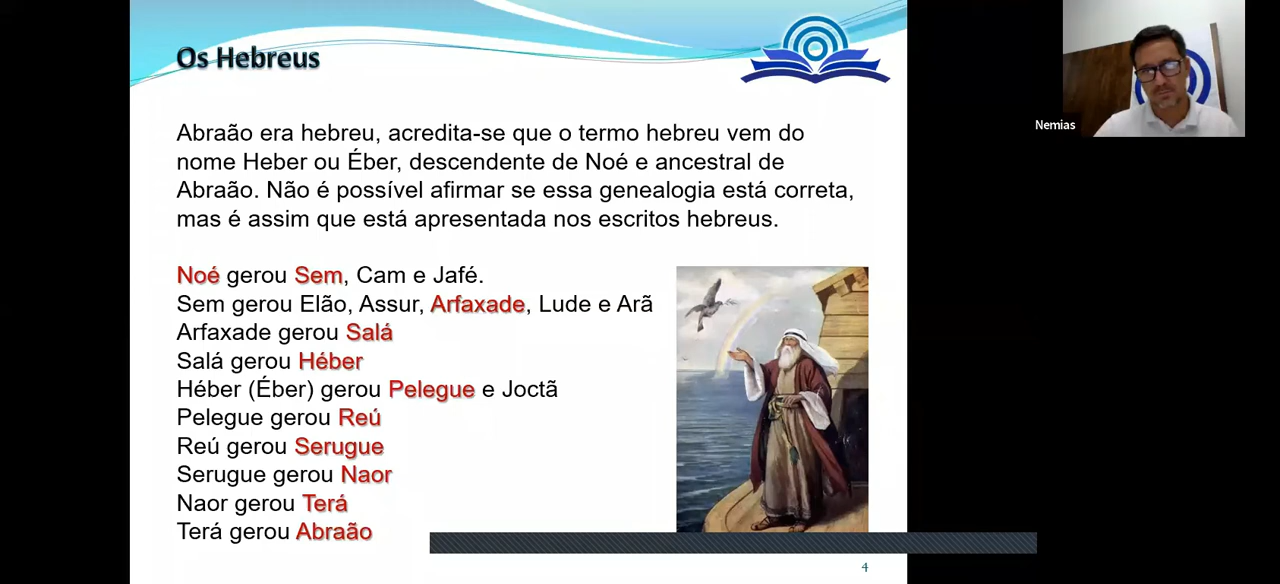 Os Hebreus
Nemias
Abraão era hebreu, acredita-se que o termo hebreu vem do
nome Heber ou Éber, descendente de Noé e ancestral de
Abraão. Não é possível afirmar se essa genealogia está correta,
mas é assim que está apresentada nos escritos hebreus.
Noé gerou Sem, Cam e Jafé.
Sem gerou Elão, Assur, Arfaxade, Lude e Arã
Arfaxade gerou Salá
Salá gerou Héber
Héber (Éber) gerou Pelegue e Joctã
Pelegue gerou Reú
Reú gerou Serugue
Serugue gerou Naor
Naor gerou Terá
Terá gerou Abraão
4